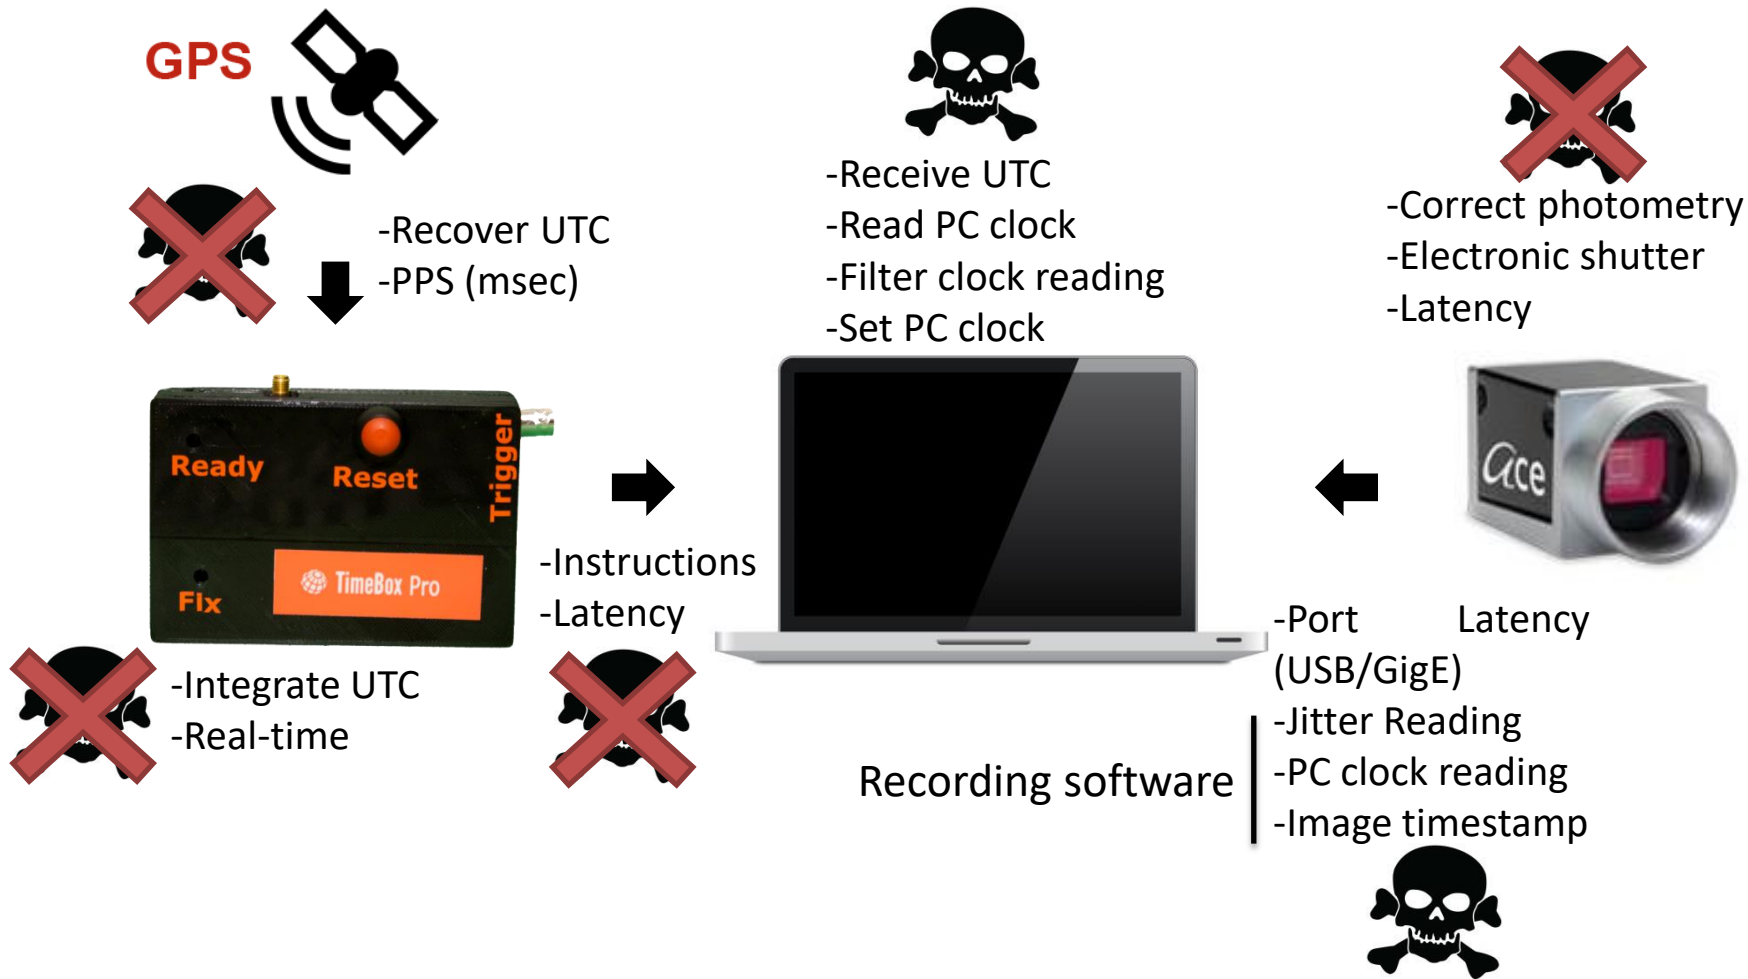 GPS
-Recover UTC
-PPS (msec)
-Receive UTC
-Read PC clock
-Filter clock reading
-Set PC clock
-Correct photometry
-Electronic shutter
-Latency
Ready
Reset
Trigger
Fix
TimeBox Pro
-Instructions
-Latency
ace
-Integrate UTC
-Real-time
-Port Latency
(USB/GigE)
-Jitter Reading
-PC clock reading
-Image timestamp
Recording software